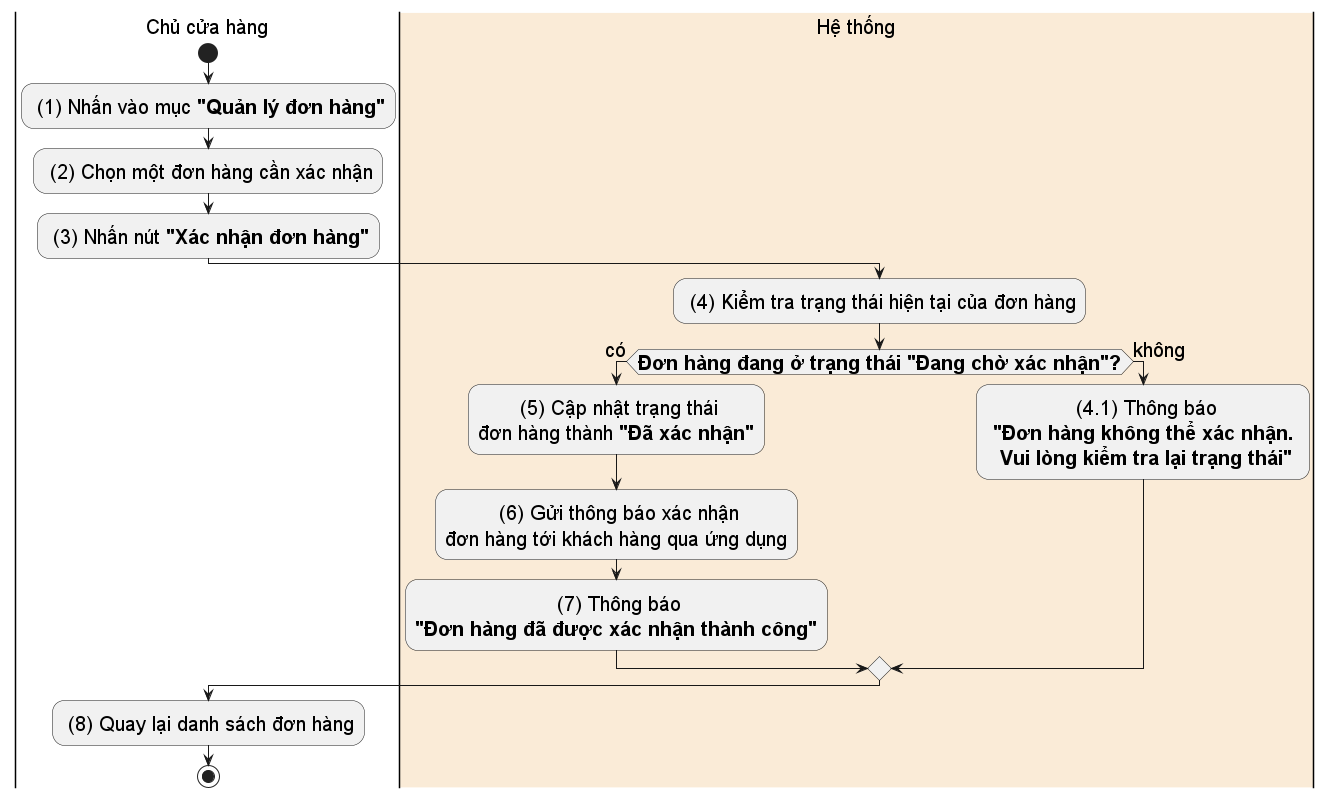 Chủ cửa hàng
Hệ thống
(1) Nhấn vào mục "Quản lý đơn hàng"
(2) Chọn một đơn hàng cần xác nhận
(3) Nhấn nút "Xác nhận đơn hàng"
(4) Kiểm tra trạng thái hiện tại của đơn hàng
có
Đơn hàng đang ở trạng thái "Đang chờ xác nhận"?
không
(5) Cập nhật trạng thái
đơn hàng thành "Đã xác nhận"
(4.1) Thông báo
"Đơn hàng không thể xác nhận.
Vui lòng kiểm tra lại trạng thái"
(6) Gửi thông báo xác nhận
đơn hàng tới khách hàng qua ứng dụng
(7) Thông báo
"Đơn hàng đã được xác nhận thành công"
(8) Quay lại danh sách đơn hàng